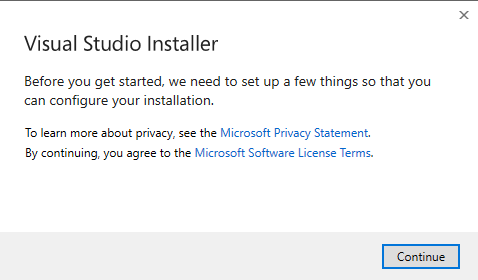 Visual Studio Installer
Before you get started, we need to set up a few things so that you
can configure your installation.
To learn more about privacy, see the Microsoft Privacy Statement.
By continuing, you agree to the Microsoft Software License Terms.
Continue